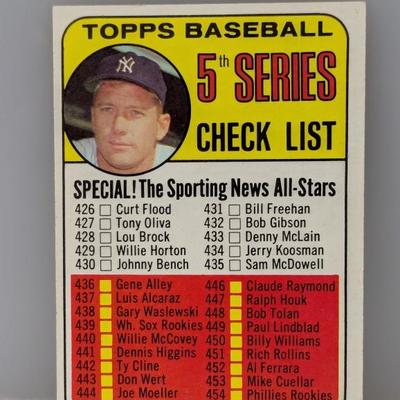 TOPPS BASEBALL
5th SERIES
CHECK LIST
NY
SPECIAL! The Sporting News All-Stars
426 Curt Flood 431 Bill Freehan
427 Tony Oliva 432 Bob Gibson
428 Lou Brock 433 Denny McLain
429 Willie Horton 434 Jerry Koosman
430 Johnny Bench 435 Sam McDowell
436 Gene Alley 446 Claude Raymond
437 Luis Alcaraz 447 Ralph Houk
438 Gary Waslewski 448 Bob Tolan
439 Wh. Sox Rookies 449 Paul Lindblad
440 Willie McCovey 450 Billy Williams
441 Dennis Higgins 451 Rich Rollins
442 Ty Cline 452 Al Ferrara
443 Don Wert 453 Mike Cuellar
444 Joe Moeller 454 Phillies Rookies